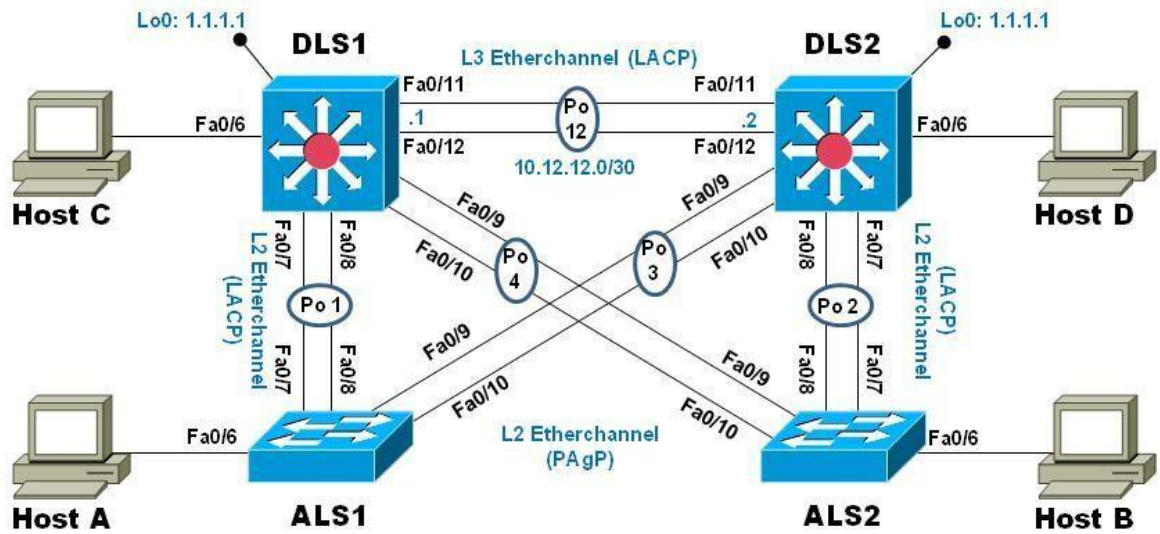 Lo0: 1.1.1.1
Lo0: 1.1.1.1
DLS1
DLS2
L3 Etherchannel (LACP)
Fa0/11
Fa0/11
Fa0/6
.1
Po
12
.2
Fa0/6
Fa0/12
Fa0/12
10.12.12.0/30
Host C
Host D
Fa0/9
Fa0/9
Fa0/10
Fa0/10
Fa0/7
Fa0/8
Po
4
Po
3
Fa0/8
Fa0/7
L2 Etherchannel
(LACP)
Po 1
Po 2
L2 Etherchannel
(LACP)
Fa0/7
Fa0/8
Fa0/9
Fa0/10
Fa0/9
Fa0/10
Fa0/8
Fa0/7
Fa0/6
L2 Etherchannel
(PAgP)
Fa0/6
Host A
ALS1
ALS2
Host B